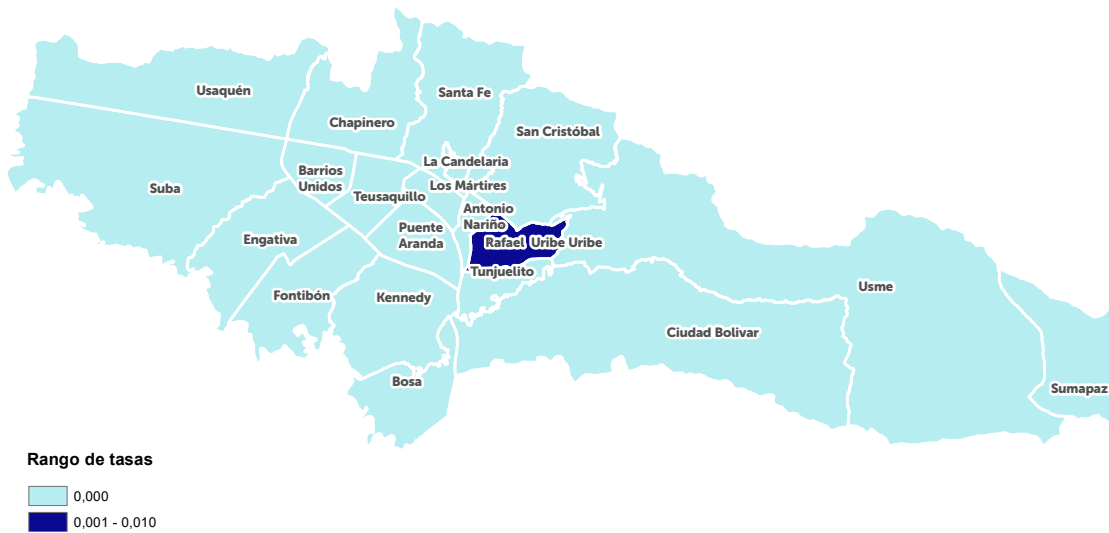 Usaquén
Santa Fe
Chapinero
San Cristóbal
La Candelaria
Barrios
Unidos
Los Mártires
Suba
Teusaquillo
Antonio
Nariño
Puente
Aranda
Engativa
Rafael Uribe Uribe
Tunjuelito
Fontibón
Kennedy
Usme
Ciudad Bolivar
Bosa
Sumapaz
Rango de tasas
0,000
0,001 - 0,010